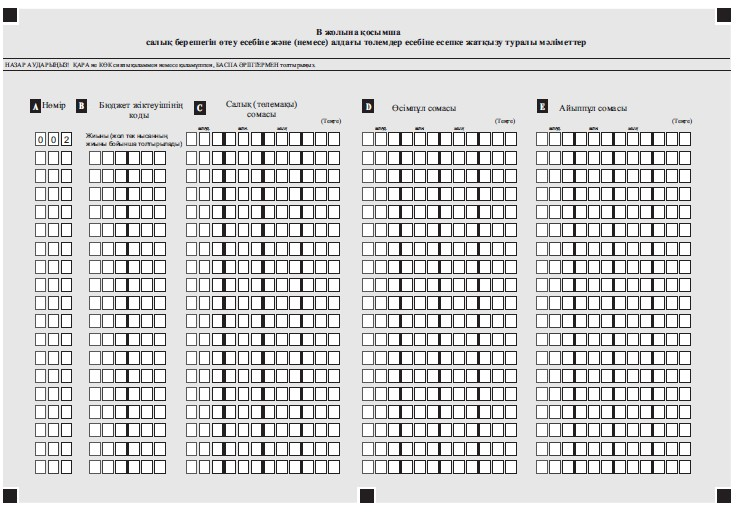 В жолына қосымша
салық берешегін өтеу есебіне және (немесе) алдағы төлемдер есебіне есепке жатқызу туралы мәліметтер
НАЗАР АУДАРЫҢЫЗ! ҚАРА не КӨК сиялы қаламмен немесе қаламұшпен, БАСПА ӘРІПТЕРМЕН толтырыңыз.
A Нөмір
B Бюджет жіктеуішінің
коды
C Салық (төлемақы)
сомасы
(Теңге)
млрд. млн. мың
D Өсімпұл сомасы
(Теңге)
млрд. млн. мың
E Айыппұл сомасы
(Теңге)
млрд. млн. мың
0 0 2
Жиыны (жол тек нысанның
жиыны бойынша толтырылады)